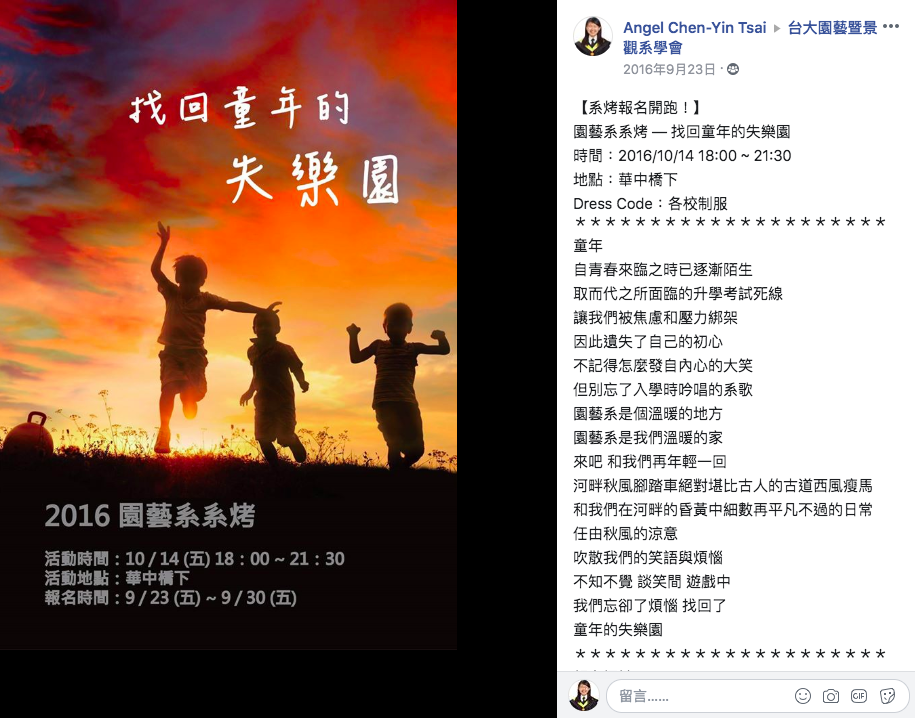 找回童年的
失樂園
2016 園藝系系烤
活動時間：10 / 14 (五) 18：00 ~ 21：30
活動地點：華中橋下
報名時間：9 / 23 (五) ~ 9 / 30 (五)
Angel Chen-Yin Tsai ▸ 台大園藝暨景
觀系學會
2016年9月23日 ·
【系烤報名開跑！】
園藝系系烤 — 找回童年的失樂園
時間：2016/10/14 18:00 ~ 21:30
地點：華中橋下
Dress Code：各校制服
＊＊＊＊＊＊＊＊＊＊＊＊＊＊＊＊＊＊＊＊＊
童年
自青春來臨之時已逐漸陌生
取而代之所面臨的升學考試死線
讓我們被焦慮和壓力綁架
因此遺失了自己的初心
不記得怎麼發自內心的大笑
但別忘了入學時吟唱的系歌
園藝系是個溫暖的地方
園藝系是我們溫暖的家
來吧 和我們再年輕一回
河畔秋風腳踏車絕對堪比古人的古道西風瘦馬
和我們在河畔的昏黃中細數再平凡不過的日常
任由秋風的涼意
吹散我們的笑語與煩惱
不知不覺 談笑間 遊戲中
我們忘卻了煩惱 找回了
童年的失樂園
＊＊＊＊＊＊＊＊＊＊＊＊＊＊＊＊＊＊＊＊＊
留言......
GIF